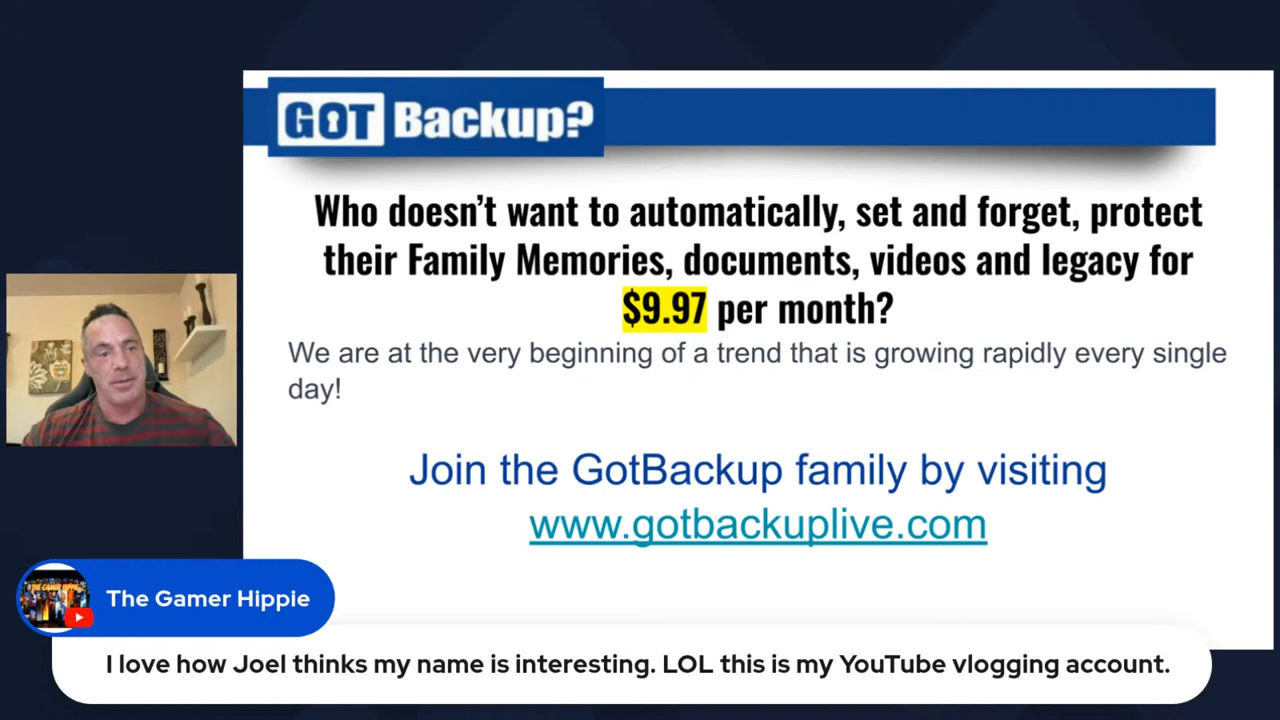 GOT Backup?
Who doesn’t want to automatically, set and forget, protect
their Family Memories, documents, videos and legacy for
$9.97 per month?
We are at the very beginning of a trend that is growing rapidly every single
day!
Join the GotBackup family by visiting
www.gotbackuplive.com
THE GAMER HIPPIE
The Gamer Hippie
I love how Joel thinks my name is interesting. LOL this is my YouTube vlogging account.